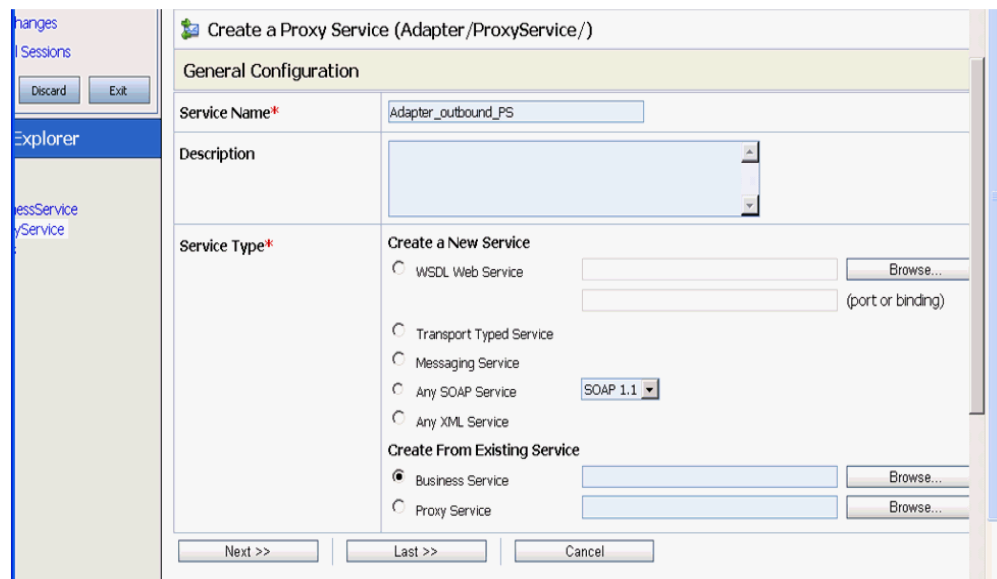 hanges
l Sessions
Discard Exit
Explorer
essService
yService
Create a Proxy Service (Adapter/ProxyService/)
General Configuration
Service Name*
Adapter_outbound_PS
Description
Service Type*
Create a New Service
WSDL Web Service
Browse...
(port or binding)
Transport Typed Service
Messaging Service
Any SOAP Service
SOAP 1.1
Any XML Service
Create From Existing Service
Business Service
Browse...
Proxy Service
Browse...
Next >> Last >> Cancel